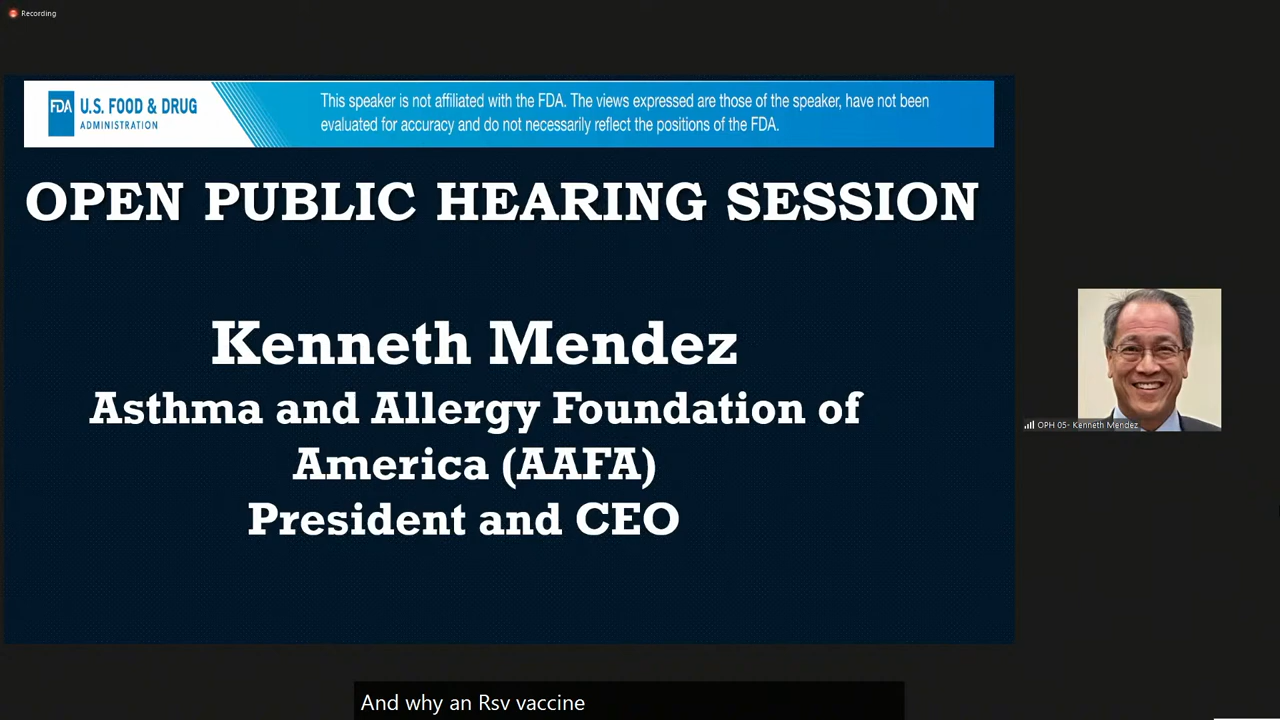 Recording
FDA
U.S. FOOD & DRUG
ADMINISTRATION
This speaker is not affiliated with the FDA. The views expressed are those of the speaker, have not been
evaluated for accuracy and do not necessarily reflect the positions of the FDA.
OPEN PUBLIC HEARING SESSION
Kenneth Mendez
Asthma and Allergy Foundation of
America (AAFA)
President and CEO
OPH 05- Kenneth Mendez
And why an Rsv vaccine